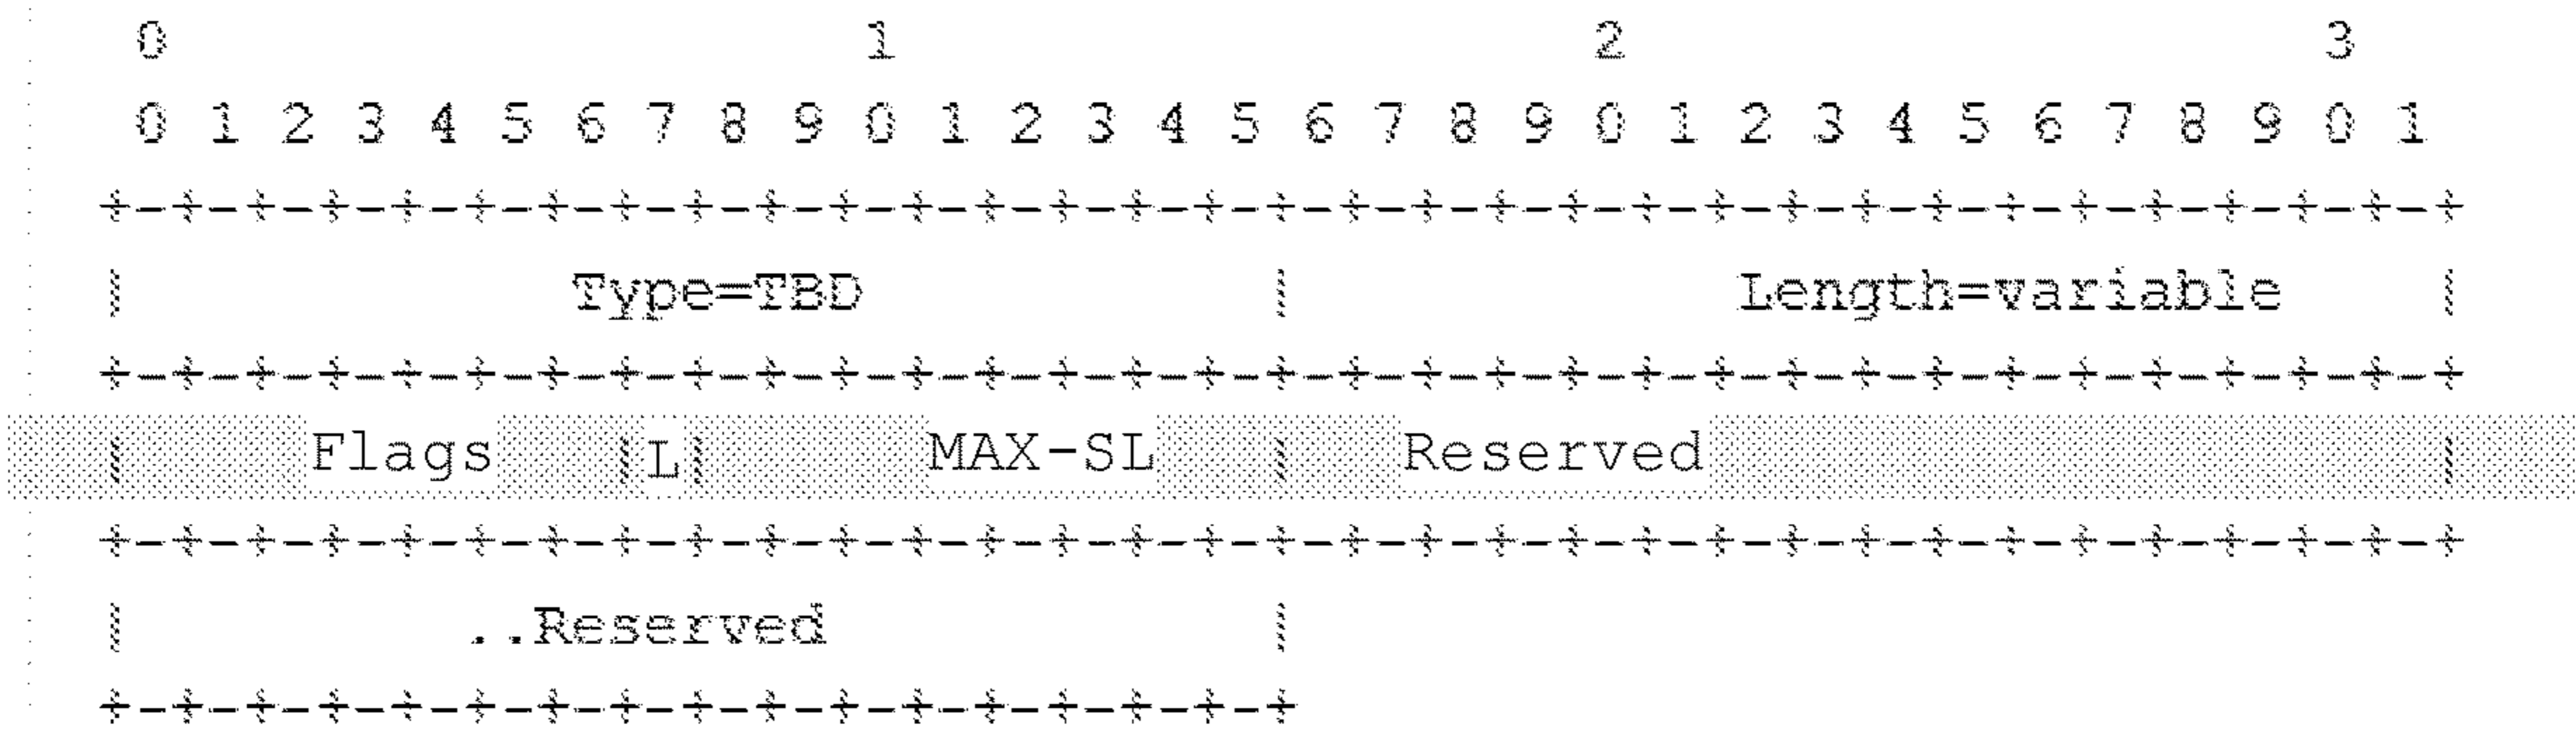 0 1 2 3
0 1 2 3 4 5 6 7 8 9 0 1 2 3 4 5 6 7 8 9 0 1 2 3 4 5 6 7 8 9 0 1
+-+-+-+-+-+-+-+-+-+-+-+-+-+-+-+-+-+-+-+-+-+-+-+-+-+-+-+-+-+-+-+-+
| Type=TBD | Length=variable |
+-+-+-+-+-+-+-+-+-+-+-+-+-+-+-+-+-+-+-+-+-+-+-+-+-+-+-+-+-+-+-+-+
| Flags |L| MAX-SL | Reserved |
+-+-+-+-+-+-+-+-+-+-+-+-+-+-+-+-+-+-+-+-+-+-+-+-+-+-+-+-+-+-+-+-+
| ..Reserved |
+-+-+-+-+-+-+-+-+-+-+-+-+-+-+-+-+